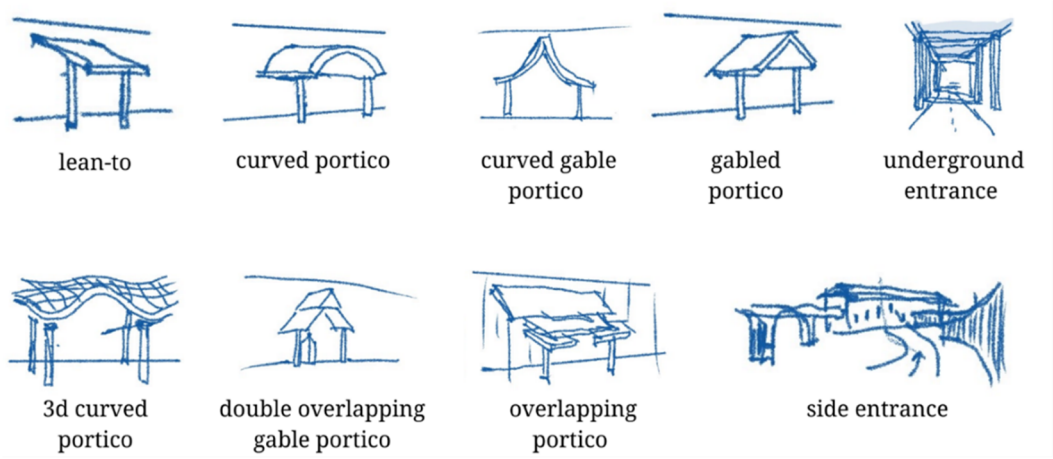 lean-to
curved portico
curved gable
portico
gabled
portico
underground
entrance
3d curved
portico
double overlapping
gable portico
overlapping
portico
side entrance